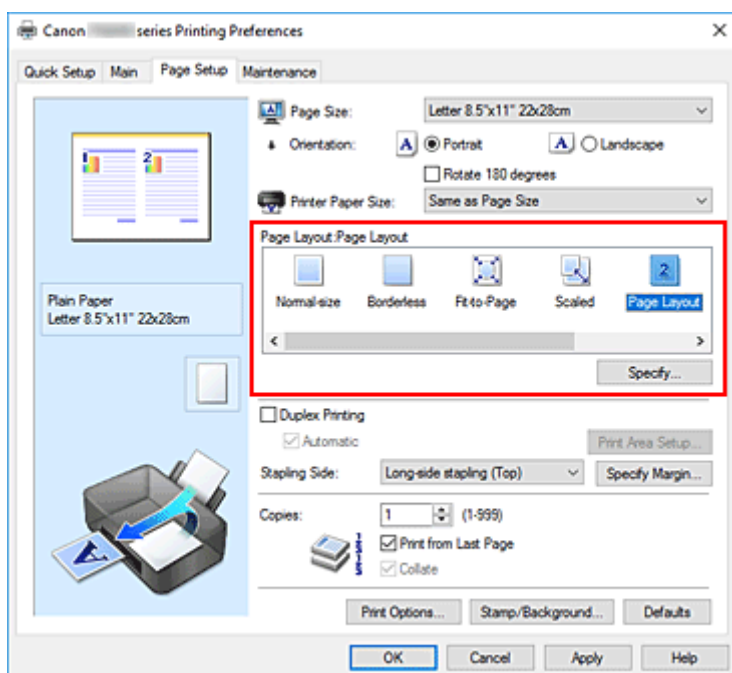 Canon series Printing Preferences
Quick Setup Main Page Setup Maintenance
1 2
Plain Paper
Letter 8.5"x11" 22x28cm
A
Page Size: Letter 8.5"x11" 22x28cm
Orientation: A Portrait A Landscape
Rotate 180 degrees
Printer Paper Size: Same as Page Size
Page Layout:Page Layout
2
Normal-size Borderless Fit-to-Page Scaled Page Layout
Specify...
Duplex Printing
Automatic Print Area Setup...
Stapling Side: Long-side stapling (Top) Specify Margin...
Copies: 1 (1-999)
Print from Last Page
Collate
Print Options... Stamp/Background... Defaults
OK Cancel Apply Help